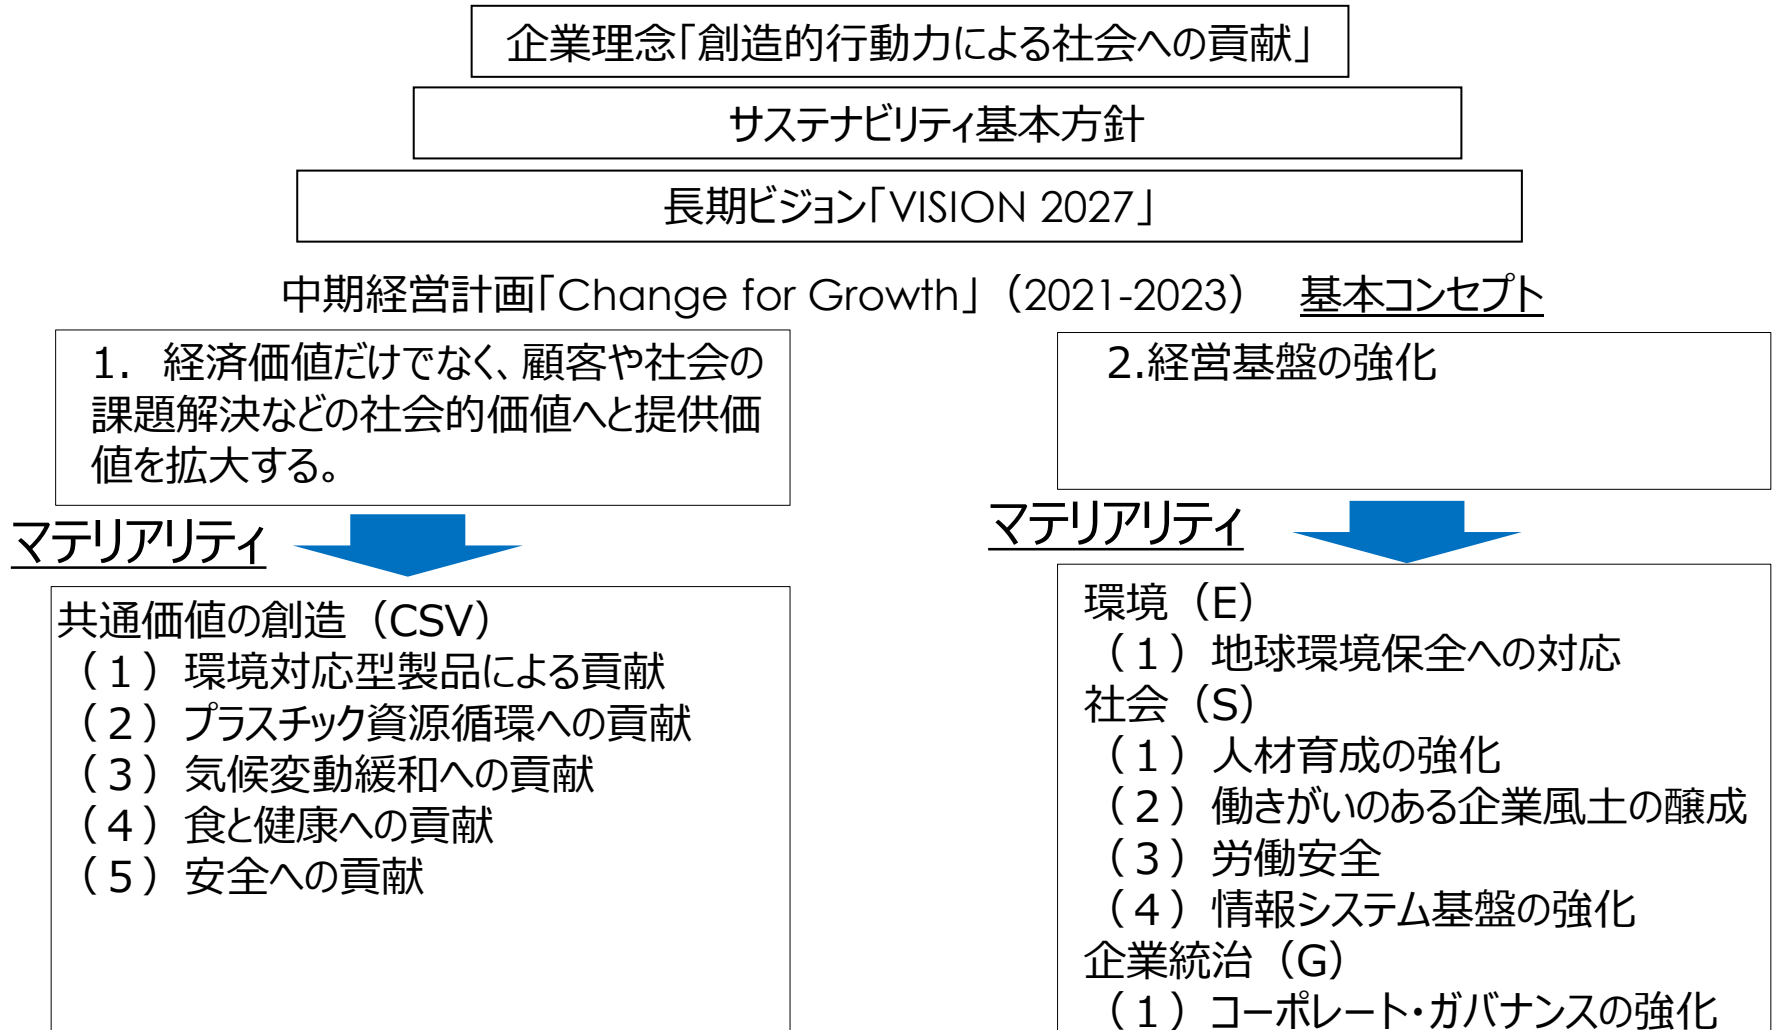 企業理念「創造的行動力による社会への貢献」
サステナビリティ基本方針
長期ビジョン「VISION 2027」
中期経営計画「Change for Growth」（2021-2023）　基本コンセプト
1.　経済価値だけでなく、顧客や社会の
課題解決などの社会的価値へと提供価
値を拡大する。
マテリアリティ
共通価値の創造（CSV）
（１）環境対応型製品による貢献
（２）プラスチック資源循環への貢献
（３）気候変動緩和への貢献
（４）食と健康への貢献
（５）安全への貢献
2.経営基盤の強化
マテリアリティ
環境（E）
（１）地球環境保全への対応
社会（S）
（１）人材育成の強化
（２）働きがいのある企業風土の醸成
（３）労働安全
（４）情報システム基盤の強化
企業統治（G）
（１）コーポレート・ガバナンスの強化